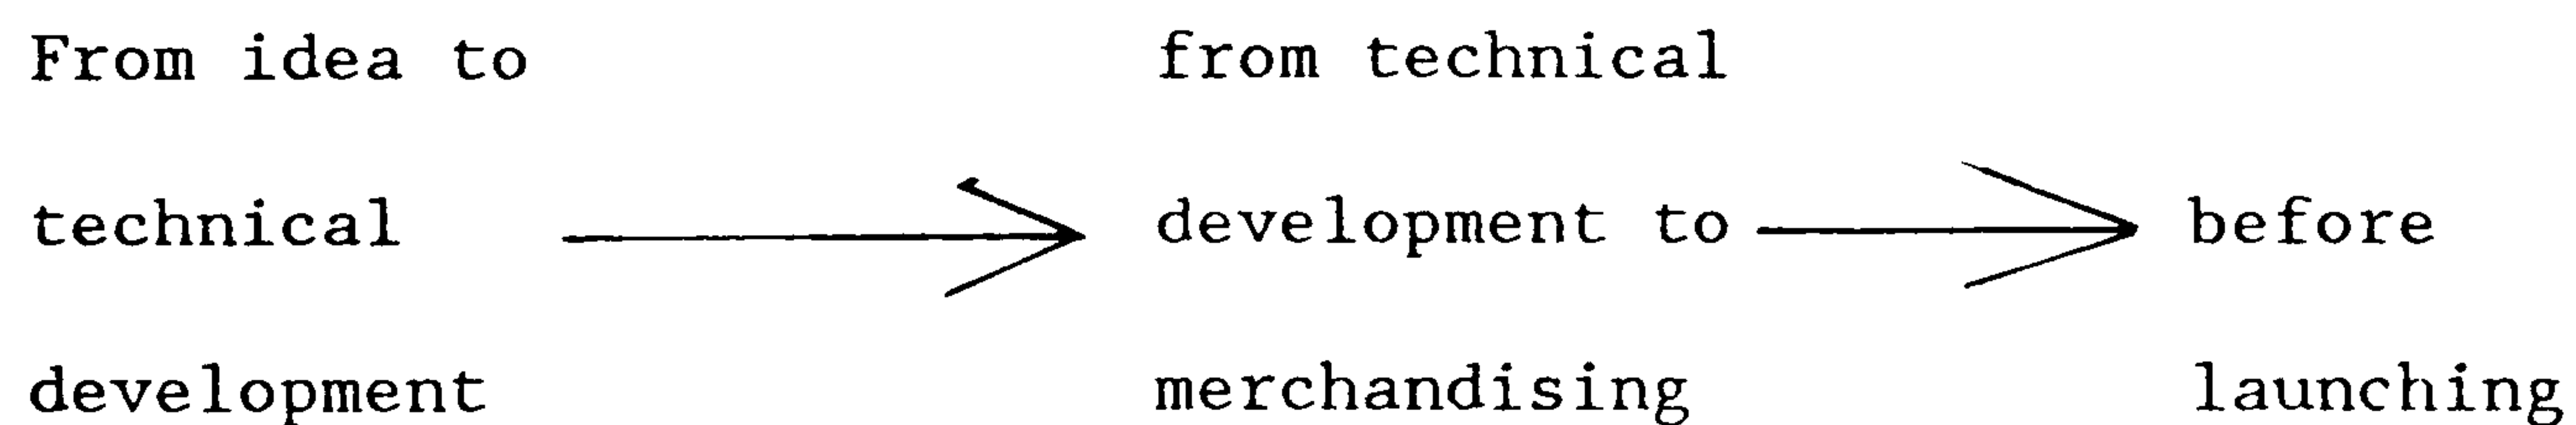 From idea to
technical
development
from technical
development to
merchandising
before
launching